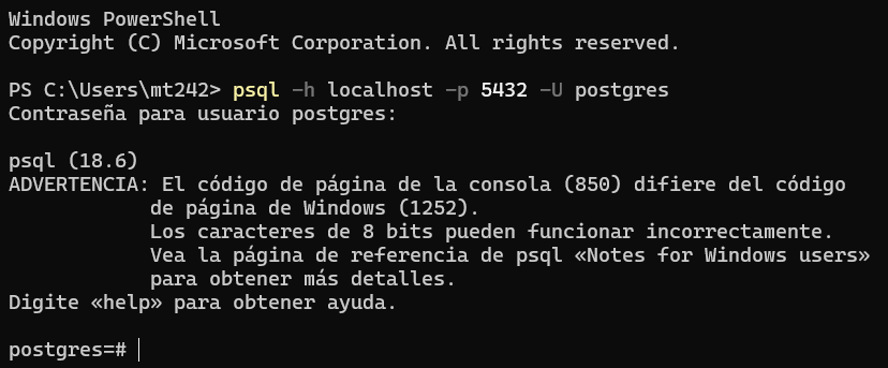 Windows PowerShell
Copyright (C) Microsoft Corporation. All rights reserved.
PS C:\Users\mt242> psql -h localhost -p 5432 -U postgres
Contraseña para usuario postgres:
psql (18.6)
ADVERTENCIA: El código de página de la consola (850) difiere del código
de página de Windows (1252).
Los caracteres de 8 bits pueden funcionar incorrectamente.
Vea la página de referencia de psql «Notes for Windows users»
para obtener más detalles.
Digite «help» para obtener ayuda.
postgres=#